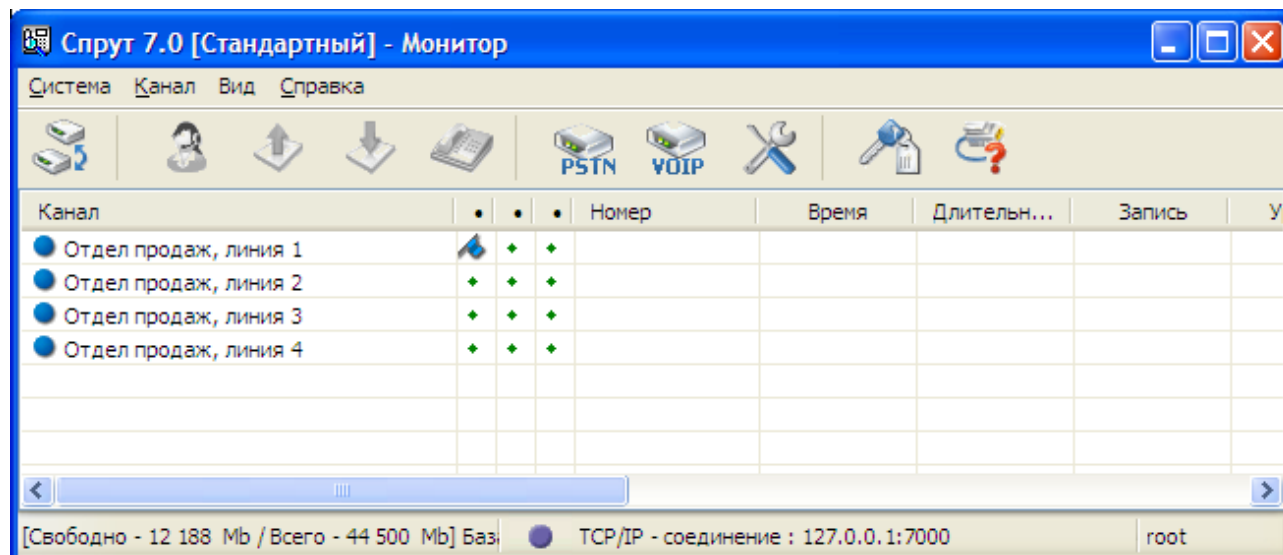 Спрут 7.0 [Стандартный] - Монитор
Система Канал Вид Справка
PSTN VOIP
Канал Номер Время Длительн... Запись У
Отдел продаж, линия 1
Отдел продаж, линия 2
Отдел продаж, линия 3
Отдел продаж, линия 4
[Свободно - 12 188 Mb / Всего - 44 500 Mb] Баз TCP/IP - соединение : 127.0.0.1:7000 root